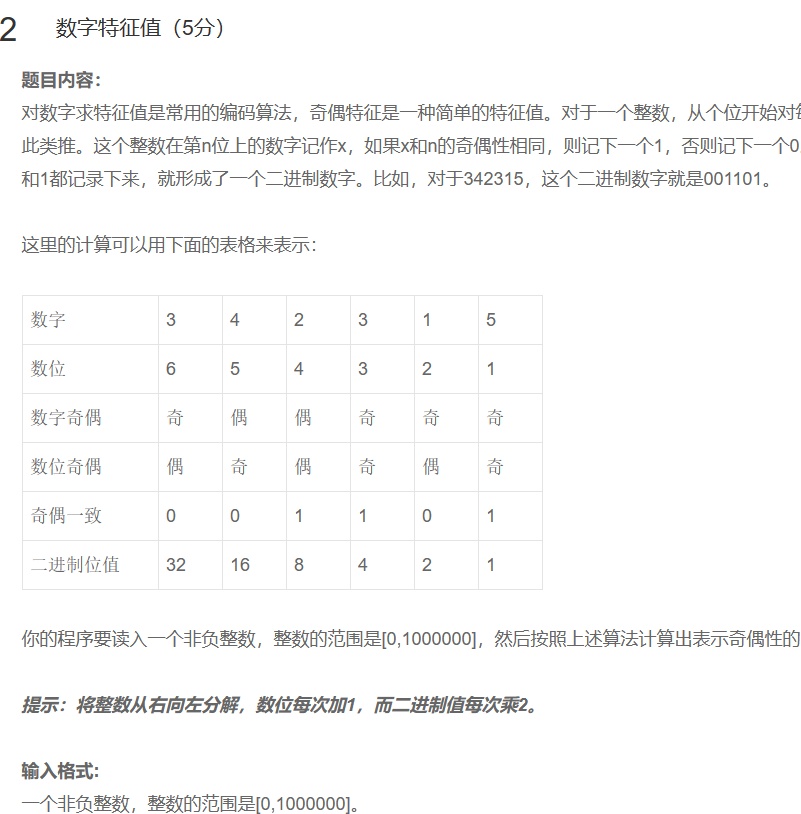 2 数字特征值（5分）
题目内容：
对数字求特征值是常用的编码算法，奇偶特征是一种简单的特征值。对于一个整数，从个位开始对
此类推。这个整数在第n位上的数字记作x，如果x和n的奇偶性相同，则记下一个1，否则记下一个0
和1都记录下来，就形成了一个二进制数字。比如，对于342315，这个二进制数字就是001101。
这里的计算可以用下面的表格来表示：
数字 3 4 2 3 1 5
数位 6 5 4 3 2 1
数字奇偶 奇 偶 偶 奇 奇 奇
数位奇偶 偶 奇 偶 奇 偶 奇
奇偶一致 0 0 1 1 0 1
二进制位值 32 16 8 4 2 1
你的程序要读入一个非负整数，整数的范围是[0,1000000]，然后按照上述算法计算出表示奇偶性的
提示：将整数从右向左分解，数位每次加1，而二进制值每次乘2。
输入格式:
一个非负整数，整数的范围是[0,1000000]。